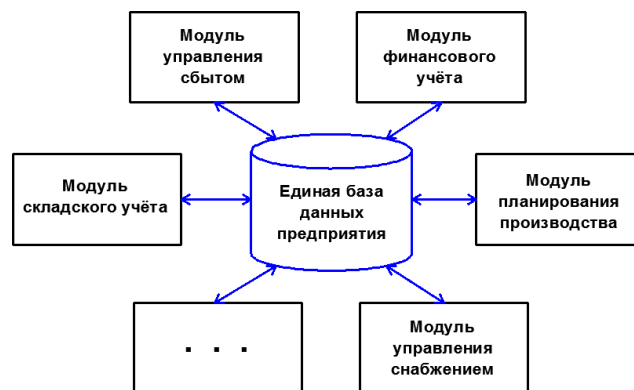 Модуль
управления
сбытом
Модуль
финансового
учёта
Модуль
складского учёта
Единая база
данных
предприятия
Модуль
планирования
производства
. . .
Модуль
управления
снабжением